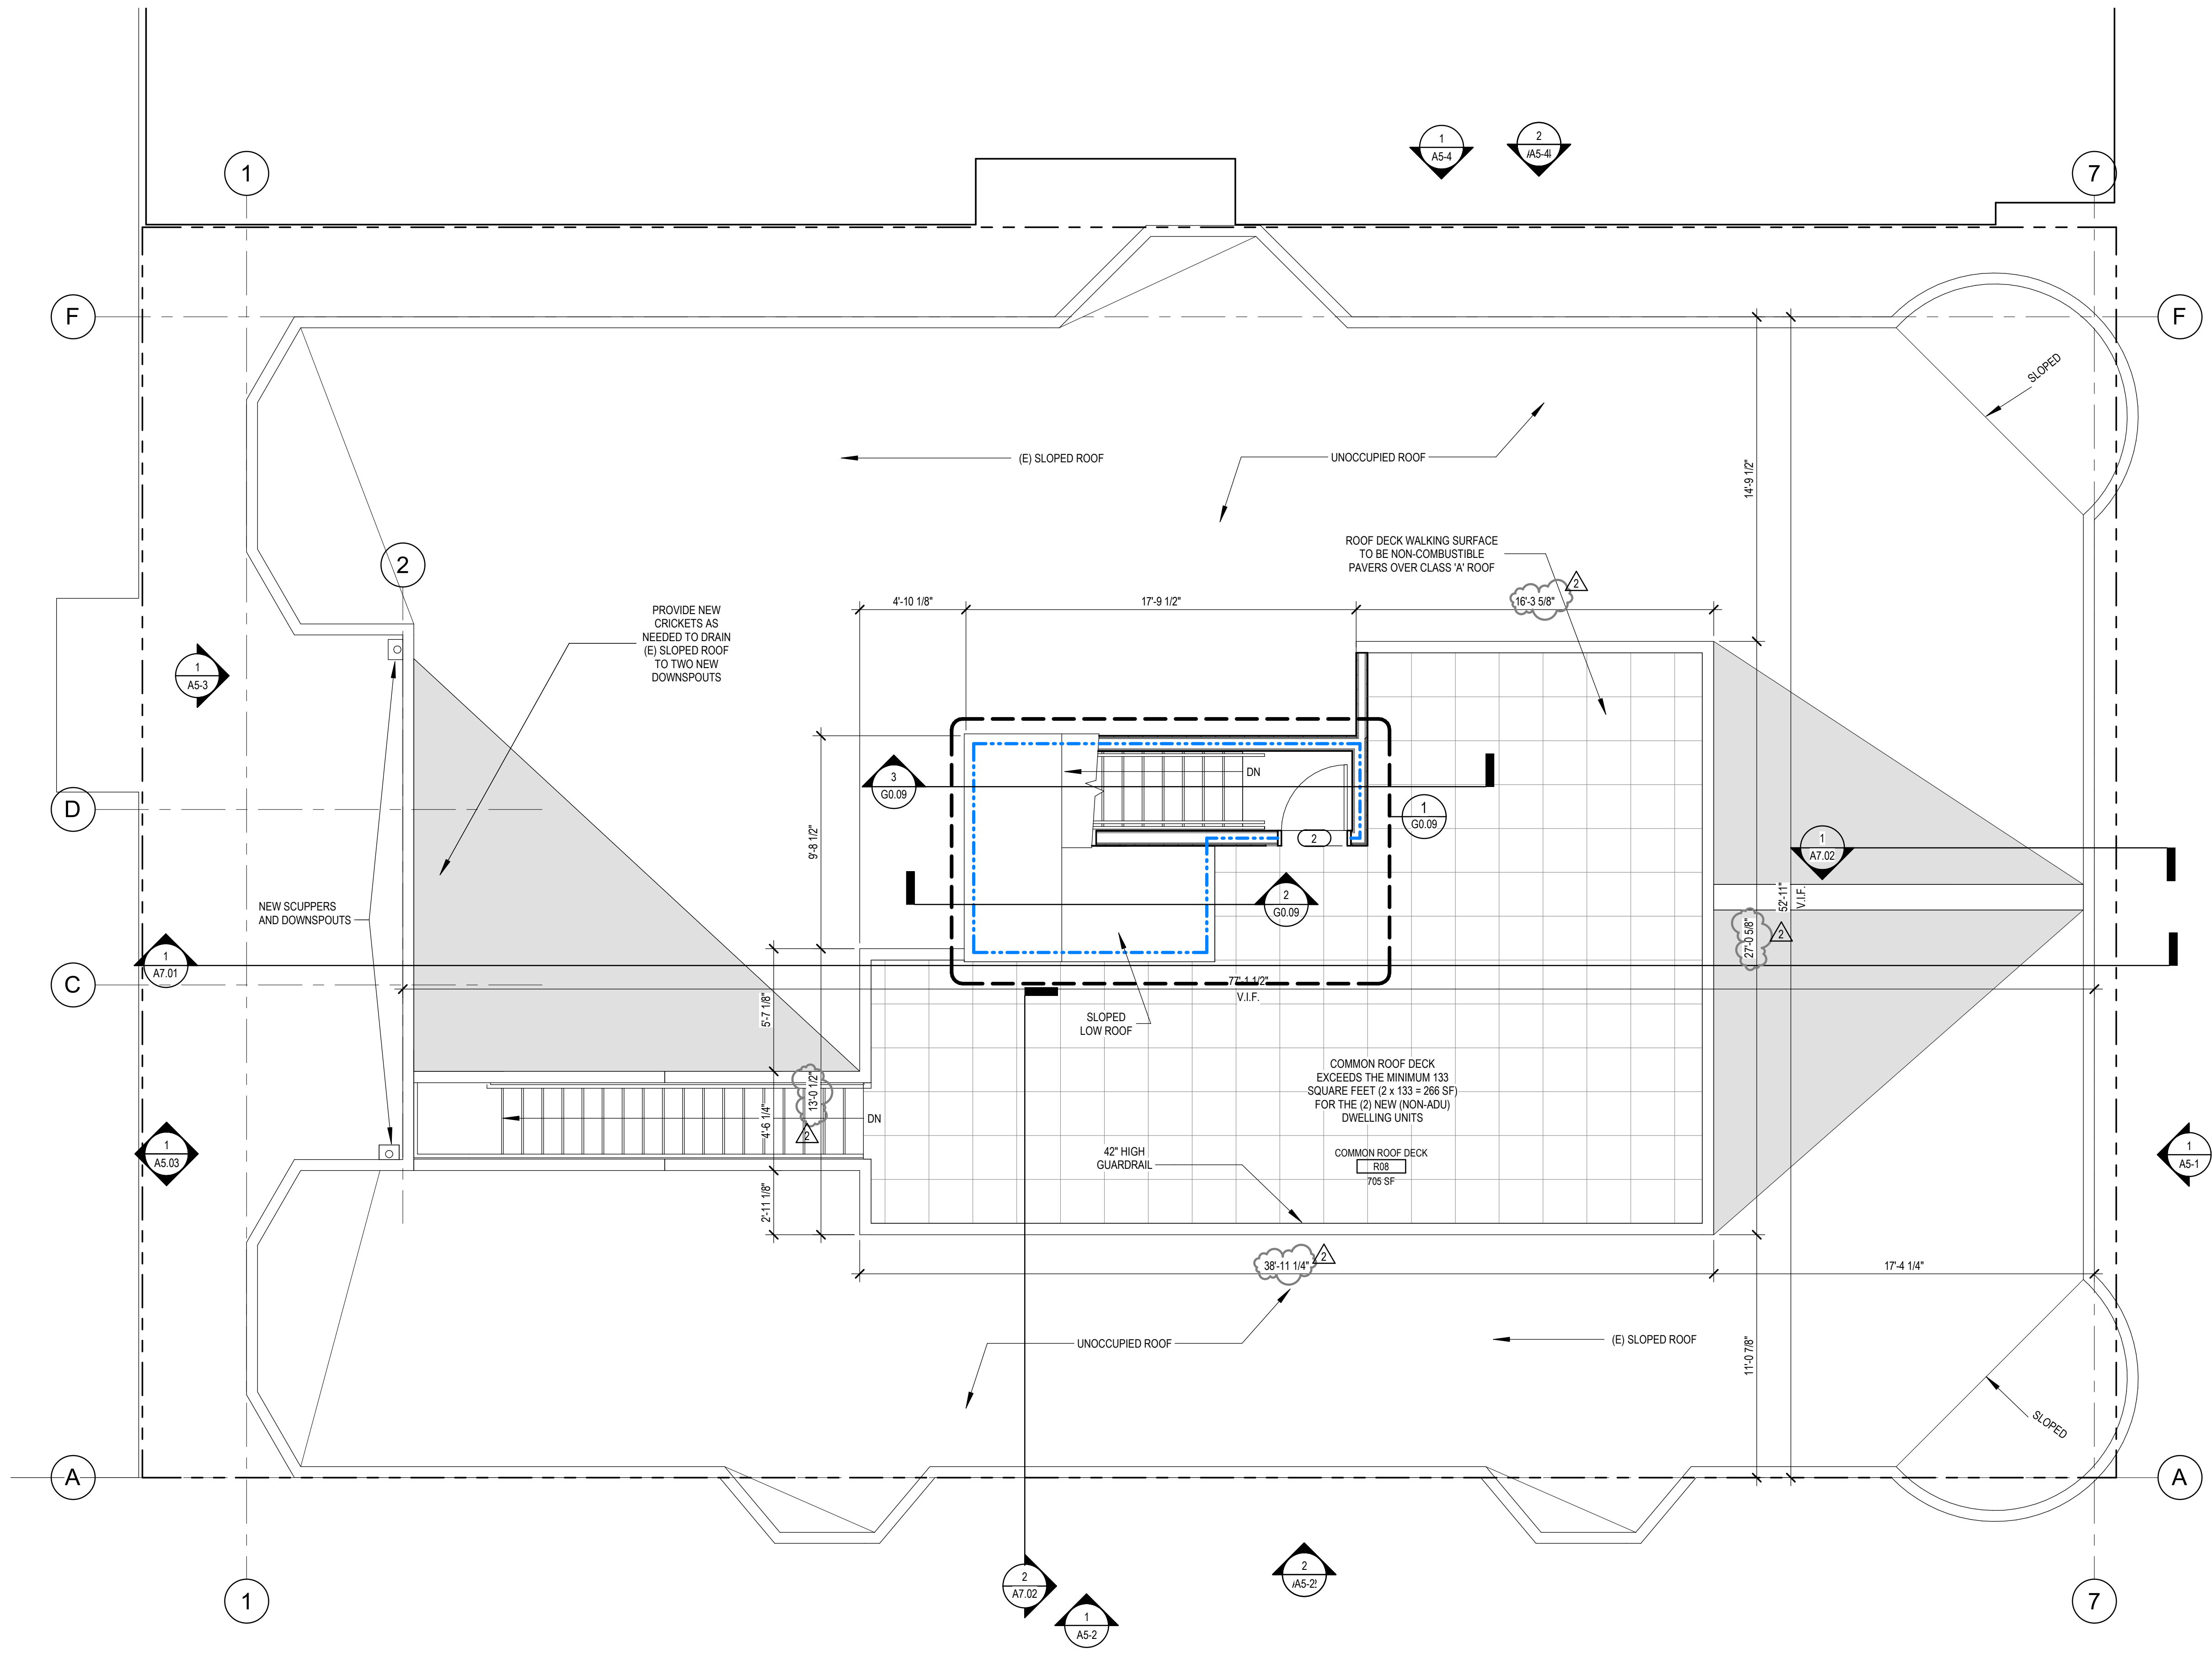 1
A5-4
2
1
7
F
F
SLOPED
(E) SLOPED ROOF
UNOCCUPIED ROOF
14'-9 1/2"
ROOF DECK WALKING SURFACE
TO BE NON-COMBUSTIBLE
PAVERS OVER CLASS 'A' ROOF
2
2
4'-10 1/8"
17'-9 1/2"
16'-3 5/8"
PROVIDE NEW
CRICKETS AS
NEEDED TO DRAIN
(E) SLOPED ROOF
TO TWO NEW
DOWNSPOUTS
1
A5-3
3
G0.09
DN
1
G0.09
D
2
9'-8 1/2"
1
A7.02
2
G0.09
52'-11"
V.I.F.
27'-0 5/8"
2
NEW SCUPPERS
AND DOWNSPOUTS
1
A7.01
C
77'-1 1/2"
V.I.F.
5'-7 1/8"
SLOPED
LOW ROOF
COMMON ROOF DECK
EXCEEDS THE MINIMUM 133
SQUARE FEET (2 x 133 = 266 SF)
FOR THE (2) NEW (NON-ADU)
DWELLING UNITS
13'-0 1/2"
2
4'-6 1/4"
DN
1
A5.03
42" HIGH
GUARDRAIL
COMMON ROOF DECK
R08
705 SF
1
A5-1
2'-11 1/8"
38'-11 1/4"
2
17'-4 1/4"
UNOCCUPIED ROOF
(E) SLOPED ROOF
11'-0 7/8"
SLOPED
A
A
2
A7.02
2
1
A5-2
1
7